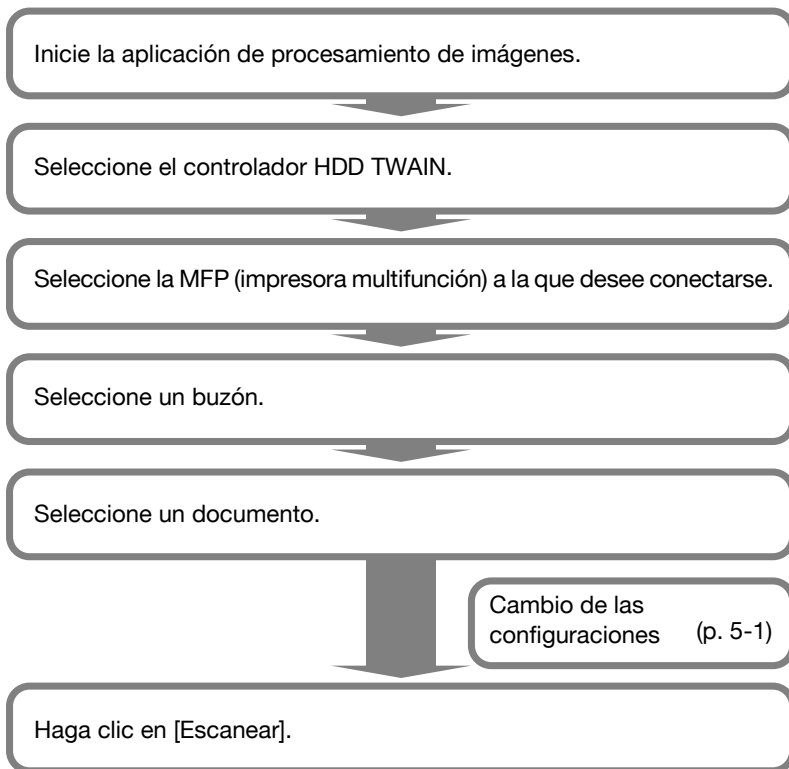 Inicie la aplicación de procesamiento de imágenes.
Seleccione el controlador HDD TWAIN.
Seleccione la MFP (impresora multifunción) a la que desee conectarse.
Seleccione un buzón.
Seleccione un documento.
Cambio de las
configuraciones (p. 5-1)
Haga clic en [Escanear].